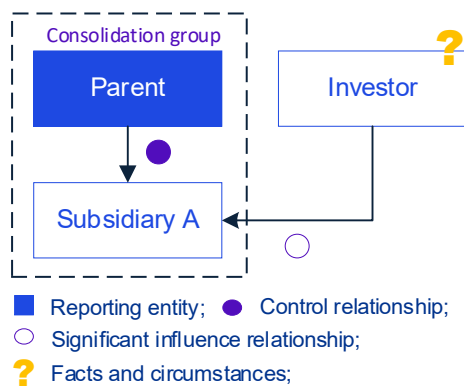 Consolidation group
?
Parent
Investor
Subsidiary A
Reporting entity; Control relationship;
Significant influence relationship;
? Facts and circumstances;